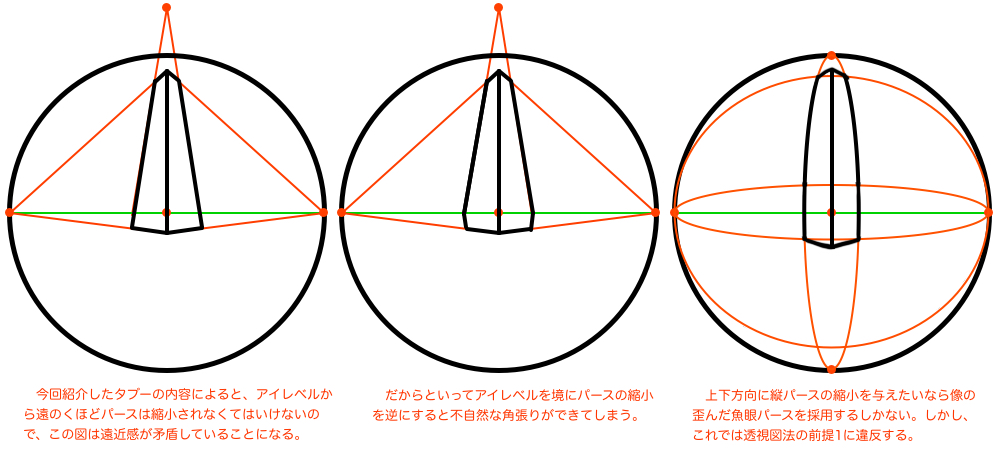 今回紹介したタブーの内容によると、アイレベルか
ら遠のくほどパースは縮小されなくてはいけないの
で、この図は遠近感が矛盾していることになる。
だからといってアイレベルを境にパースの縮小
を逆にすると不自然な角張りができてしまう。
上下方向に縦パースの縮小を与えたいなら像の
歪んだ魚眼パースを採用するしかない。しかし、
これでは透視図法の前提1に違反する。